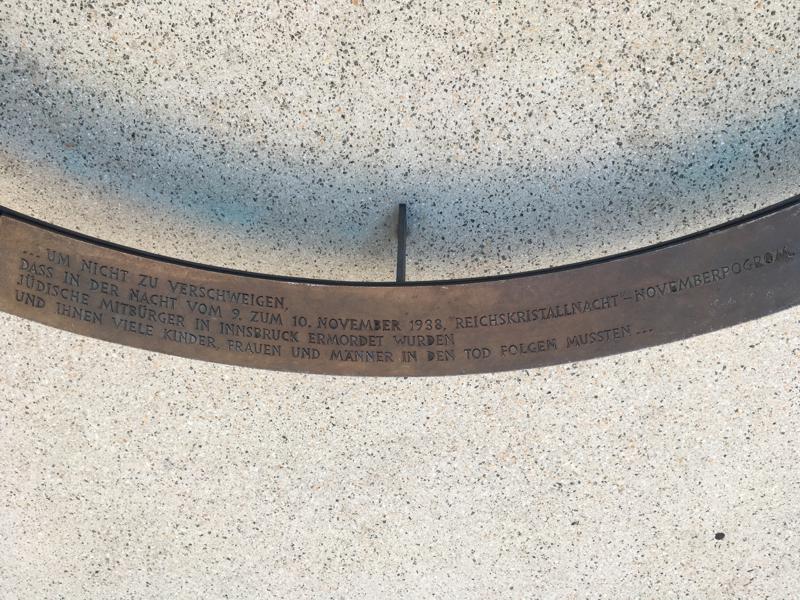 ... UM NICHT ZU VERSCHWEIGEN,
DASS IN DER NACHT VOM 9. ZUM 10. NOVEMBER 1938, "REICHSKRISTALLNACHT" – NOVEMBERPOGROM,
JÜDISCHE MITBÜRGER IN INNSBRUCK ERMORDET WURDEN
UND IHNEN VIELE KINDER, FRAUEN UND MÄNNER IN DEN TOD FOLGEN MUSSTEN ...